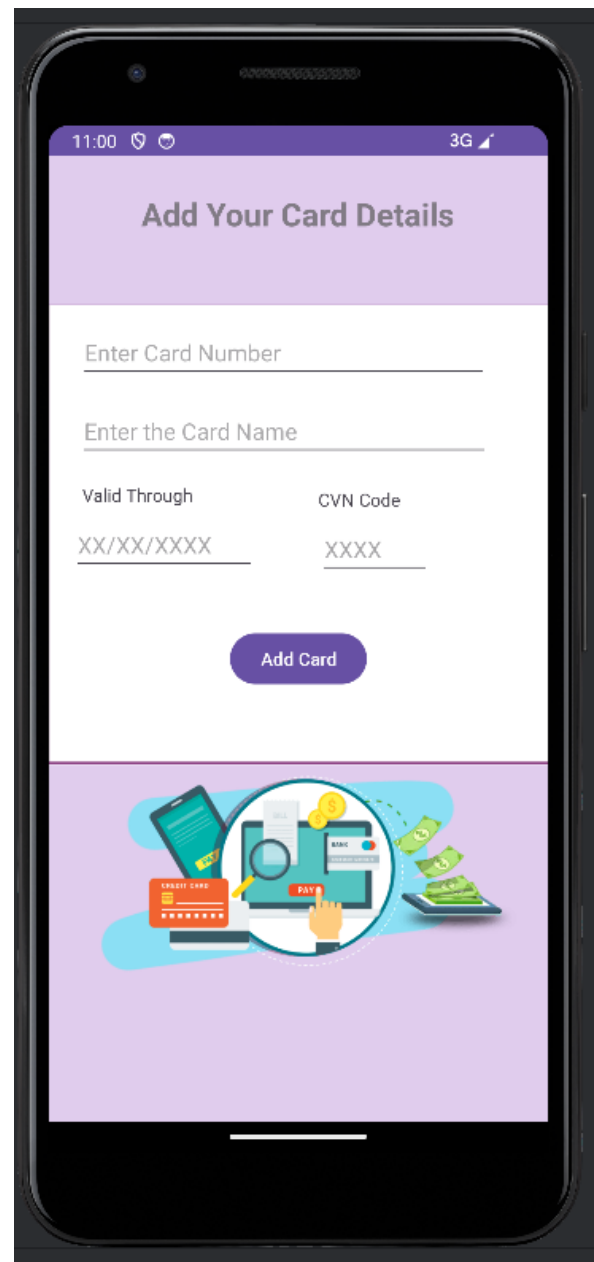 11:00 3G
Add Your Card Details
Enter Card Number
Enter the Card Name
Valid Through CVN Code
XX/XX/XXXX XXXX
Add Card
BANK
CREDIT CARD
PAY